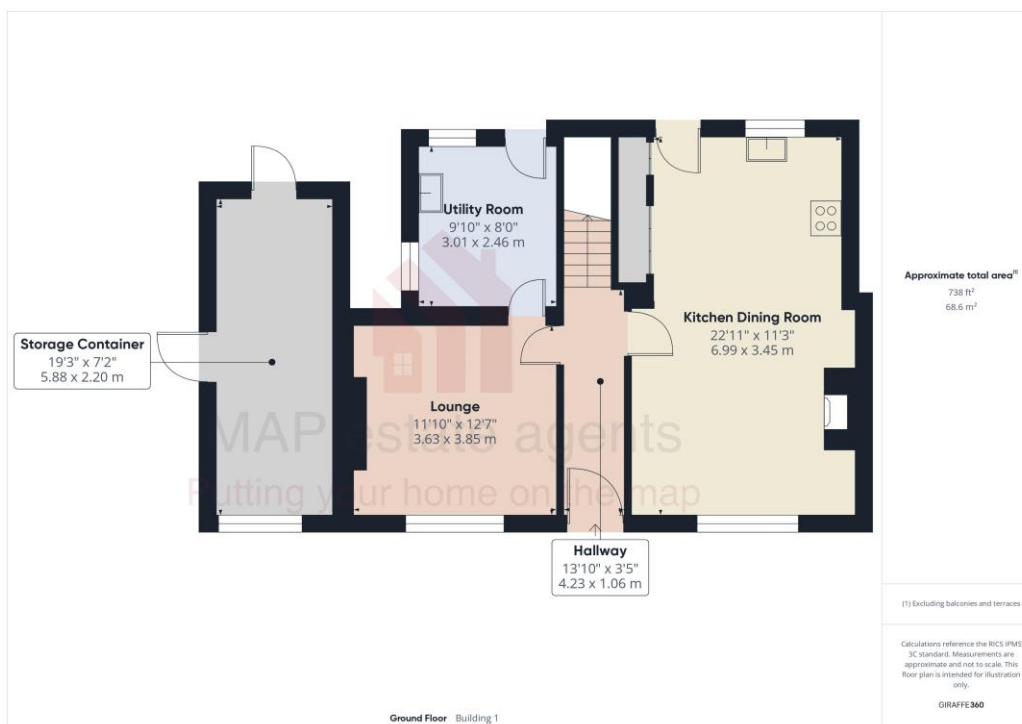 Utility Room
9'10" x 8'0"
3.01 x 2.46 m
Kitchen Dining Room
22'11" x 11'3"
6.99 x 3.45 m
Storage Container
19'3" x 7'2"
5.88 x 2.20 m
Lounge
11'10" x 12'7"
3.63 x 3.85 m
MAP estate agents
Putting your home on the map
Hallway
13'10" x 3'5"
4.23 x 1.06 m
Ground Floor Building 1
Approximate total area⁽¹⁾
738 ft²
68.6 m²
(1) Excluding balconies and terraces
Calculations reference the RICS IPMS
3C standard. Measurements are
approximate and not to scale. This
floor plan is intended for illustration
only.
GIRAFFE360